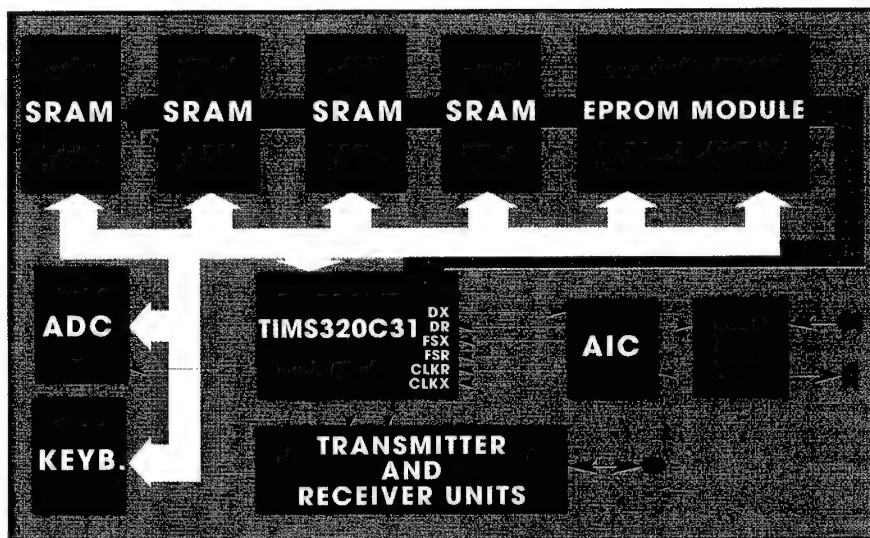 SRAM SRAM SRAM SRAM EPROM MODULE
ADC
TIMS320C31
DX
DR
FSX
FSR
CLKR
CLKX
AIC
KEYB.
TRANSMITTER
AND
RECEIVER UNITS